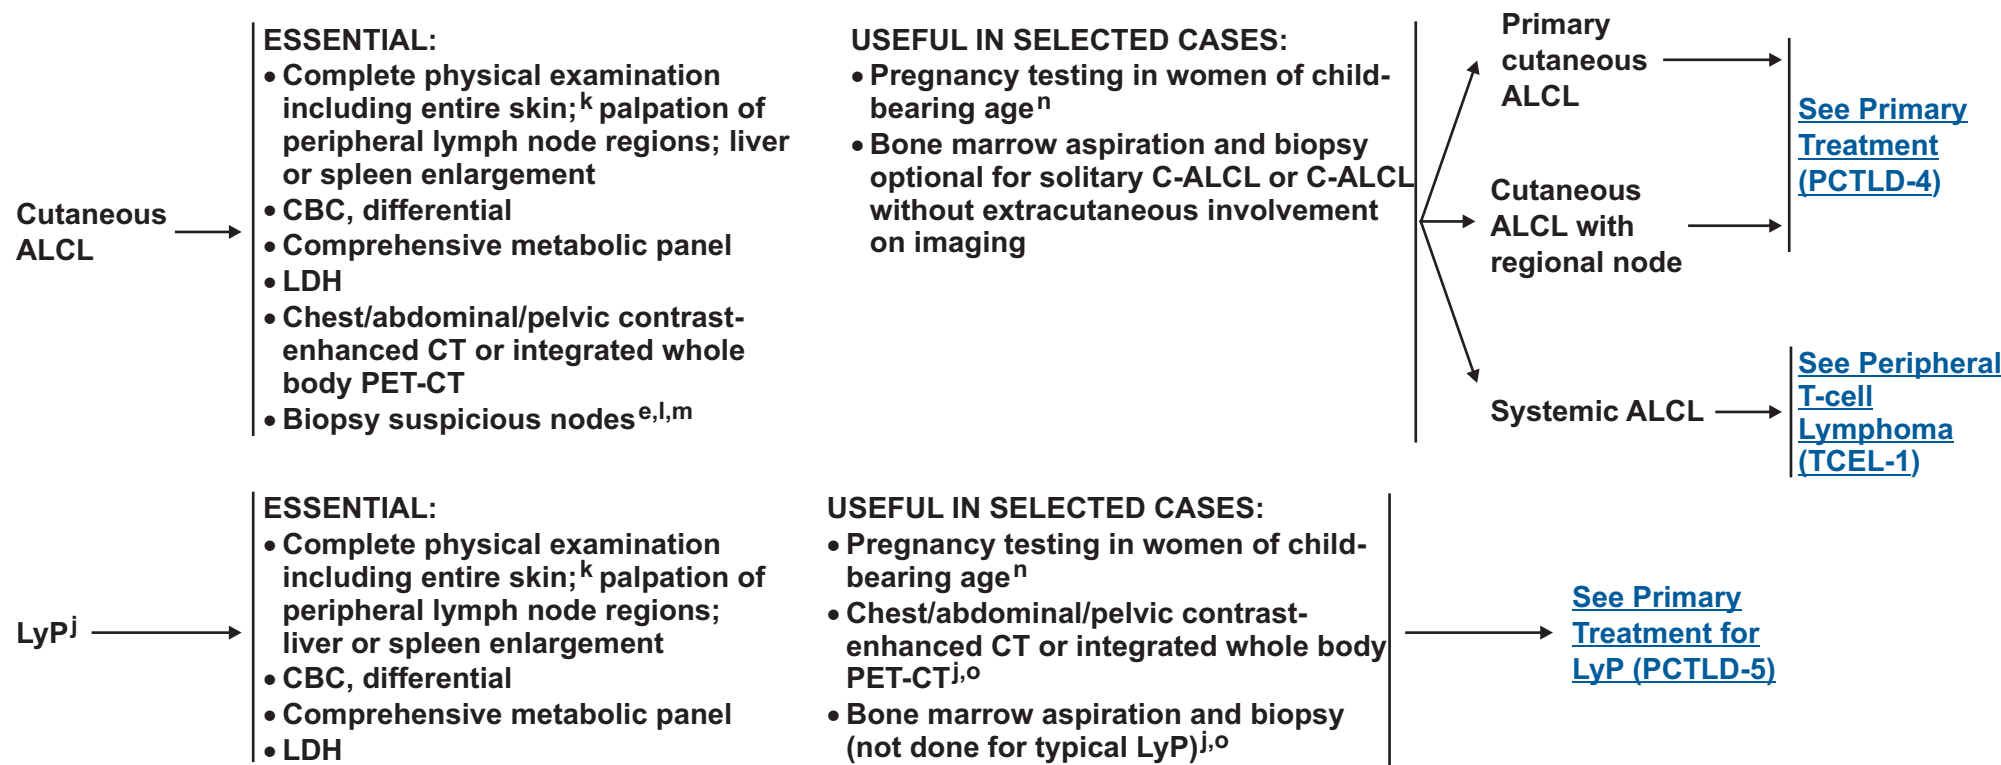 Cutaneous
ALCL
ESSENTIAL:
• Complete physical examination
including entire skin;k palpation of
peripheral lymph node regions; liver
or spleen enlargement
• CBC, differential
• Comprehensive metabolic panel
• LDH
• Chest/abdominal/pelvic contrast-
enhanced CT or integrated whole
body PET-CT
• Biopsy suspicious nodese,l,m
USEFUL IN SELECTED CASES:
• Pregnancy testing in women of child-
bearing agen
• Bone marrow aspiration and biopsy
optional for solitary C-ALCL or C-ALCL
without extracutaneous involvement
on imaging
Primary
cutaneous
ALCL
Cutaneous
ALCL with
regional node
See Primary
Treatment
(PCTLD-4)
Systemic ALCL
See Peripheral
T-cell
Lymphoma
(TCEL-1)
LyPj
ESSENTIAL:
• Complete physical examination
including entire skin;k palpation of
peripheral lymph node regions;
liver or spleen enlargement
• CBC, differential
• Comprehensive metabolic panel
• LDH
USEFUL IN SELECTED CASES:
• Pregnancy testing in women of child-
bearing agen
• Chest/abdominal/pelvic contrast-
enhanced CT or integrated whole body
PET-CTj,o
• Bone marrow aspiration and biopsy
(not done for typical LyP)j,o
See Primary
Treatment for
LyP (PCTLD-5)